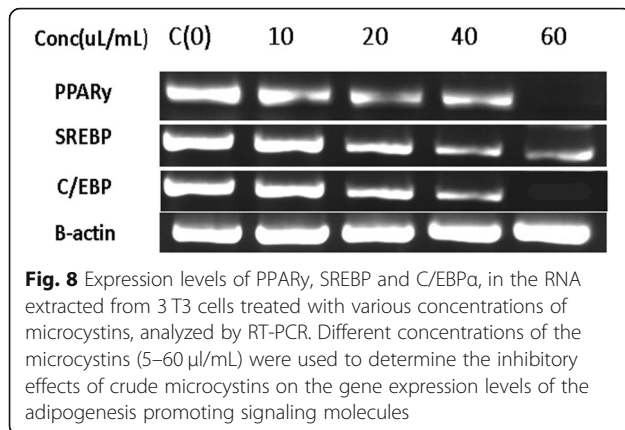 Conc(uL/mL) C(0) 10 20 40 60
PPARy
SREBP
C/EBP
B-actin
Fig. 8 Expression levels of PPARγ, SREBP and C/EBPα, in the RNA
extracted from 3 T3 cells treated with various concentrations of
microcystins, analyzed by RT-PCR. Different concentrations of the
microcystins (5–60 μl/mL) were used to determine the inhibitory
effects of crude microcystins on the gene expression levels of the
adipogenesis promoting signaling molecules